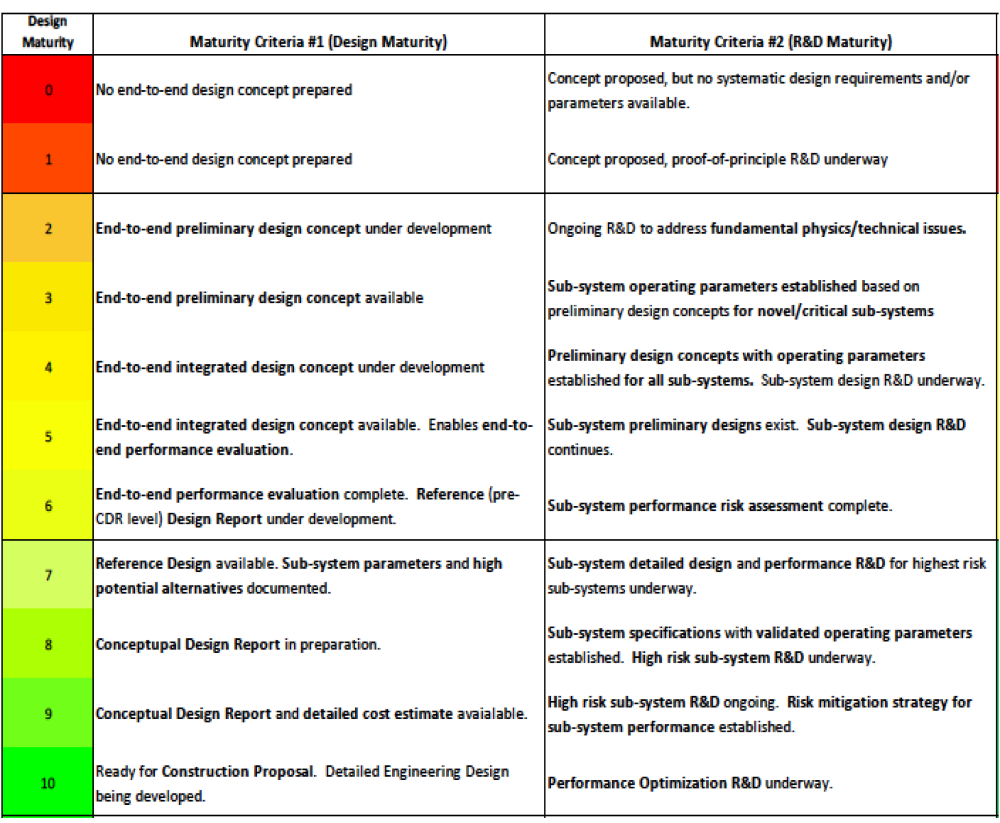 Design
Maturity
Maturity Criteria #1 (Design Maturity)
Maturity Criteria #2 (R&D Maturity)
0
No end-to-end design concept prepared
Concept proposed, but no systematic design requirements and/or
parameters available.
1
No end-to-end design concept prepared
Concept proposed, proof-of-principle R&D underway
2
End-to-end preliminary design concept under development
Ongoing R&D to address fundamental physics/technical issues.
3
End-to-end preliminary design concept available
Sub-system operating parameters established based on
preliminary design concepts for novel/critical sub-systems
4
End-to-end integrated design concept under development
Preliminary design concepts with operating parameters
established for all sub-systems.  Sub-system design R&D underway.
5
End-to-end integrated design concept available.  Enables end-to-
end performance evaluation.
Sub-system preliminary designs exist.  Sub-system design R&D
continues.
6
End-to-end performance evaluation complete.  Reference (pre-
CDR level) Design Report under development.
Sub-system performance risk assessment complete.
7
Reference Design available. Sub-system parameters and high
potential alternatives documented.
Sub-system detailed design and performance R&D for highest risk
sub-systems underway.
8
Conceptupal Design Report in preparation.
Sub-system specifications with validated operating parameters
established.  High risk sub-system R&D underway.
9
Conceptual Design Report and detailed cost estimate avaialable.
High risk sub-system R&D ongoing.  Risk mitigation strategy for
sub-system performance established.
10
Ready for Construction Proposal.  Detailed Engineering Design
being developed.
Performance Optimization R&D underway.